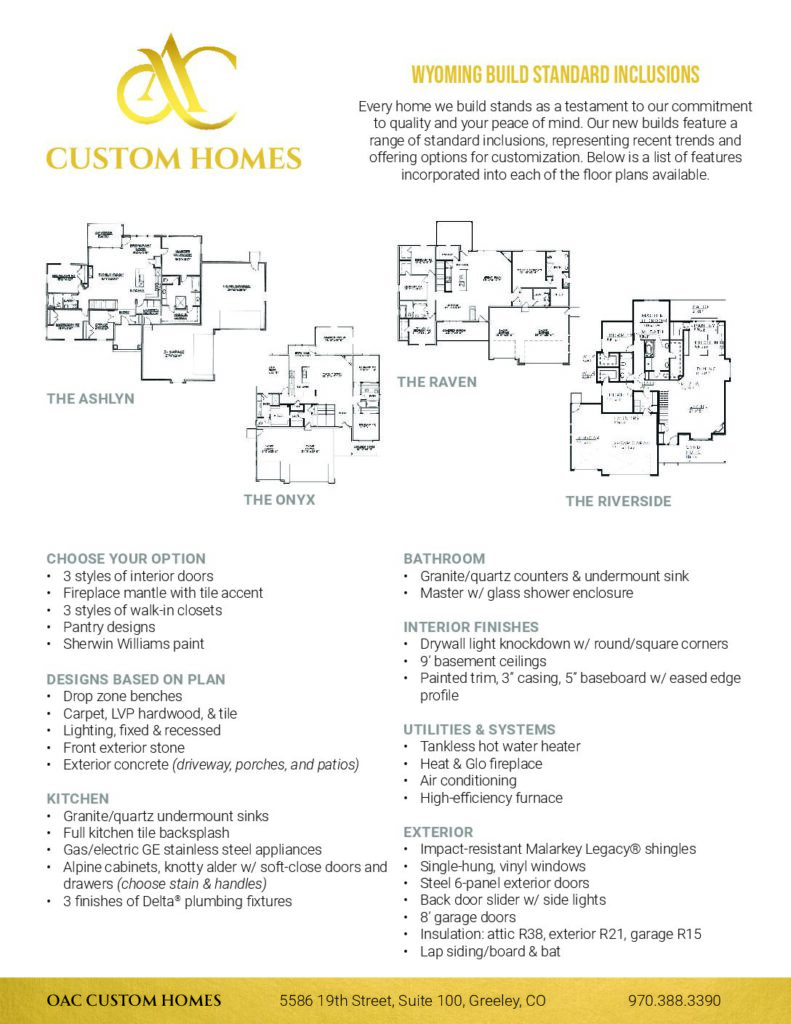 AC
CUSTOM HOMES
WYOMING BUILD STANDARD INCLUSIONS
Every home we build stands as a testament to our commitment
to quality and your peace of mind. Our new builds feature a
range of standard inclusions, representing recent trends and
offering options for customization. Below is a list of features
incorporated into each of the floor plans available.
THE ASHLYN
THE ONYX
THE RAVEN
THE RIVERSIDE
CHOOSE YOUR OPTION
• 3 styles of interior doors
• Fireplace mantle with tile accent
• 3 styles of walk-in closets
• Pantry designs
• Sherwin Williams paint
DESIGNS BASED ON PLAN
• Drop zone benches
• Carpet, LVP hardwood, & tile
• Lighting, fixed & recessed
• Front exterior stone
• Exterior concrete (driveway, porches, and patios)
KITCHEN
• Granite/quartz undermount sinks
• Full kitchen tile backsplash
• Gas/electric GE stainless steel appliances
• Alpine cabinets, knotty alder w/ soft-close doors and
drawers (choose stain & handles)
• 3 finishes of Delta® plumbing fixtures
BATHROOM
• Granite/quartz counters & undermount sink
• Master w/ glass shower enclosure
INTERIOR FINISHES
• Drywall light knockdown w/ round/square corners
• 9’ basement ceilings
• Painted trim, 3” casing, 5” baseboard w/ eased edge
profile
UTILITIES & SYSTEMS
• Tankless hot water heater
• Heat & Glo fireplace
• Air conditioning
• High-efficiency furnace
EXTERIOR
• Impact-resistant Malarkey Legacy® shingles
• Single-hung, vinyl windows
• Steel 6-panel exterior doors
• Back door slider w/ side lights
• 8’ garage doors
• Insulation: attic R38, exterior R21, garage R15
• Lap siding/board & bat
OAC CUSTOM HOMES
5586 19th Street, Suite 100, Greeley, CO
970.388.3390